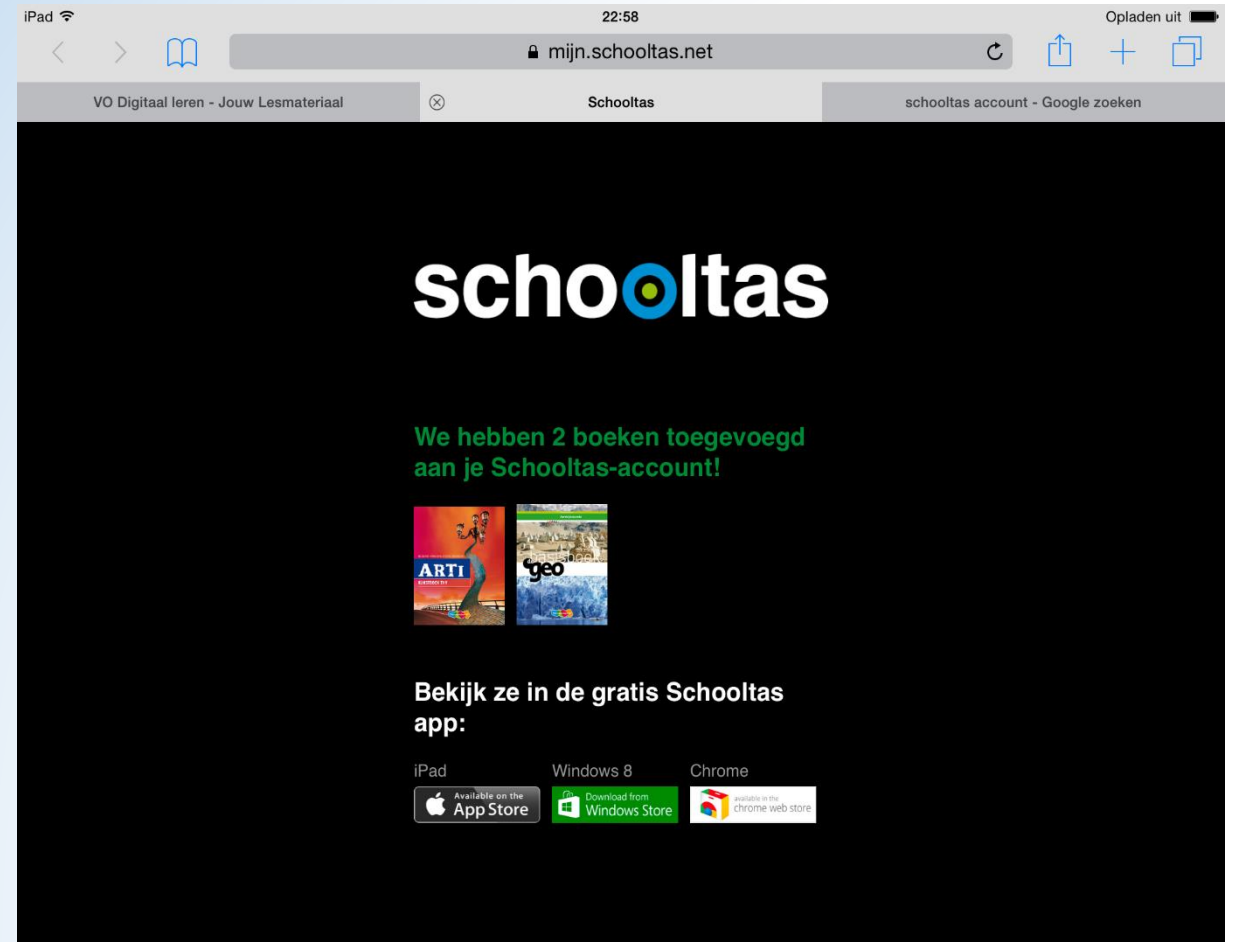 iPad 22:58 Opladen uit
mijn.schooltas.net
VO Digitaal leren - Jouw Lesmateriaal Schooltas schooltas account - Google zoeken
schooltas
We hebben 2 boeken toegevoegd
aan je Schooltas-account!
ARTI
basisboek
geo
Bekijk ze in de gratis Schooltas
app:
iPad Windows 8 Chrome
Available on the
App Store
Download from
Windows Store
available in the
chrome web store